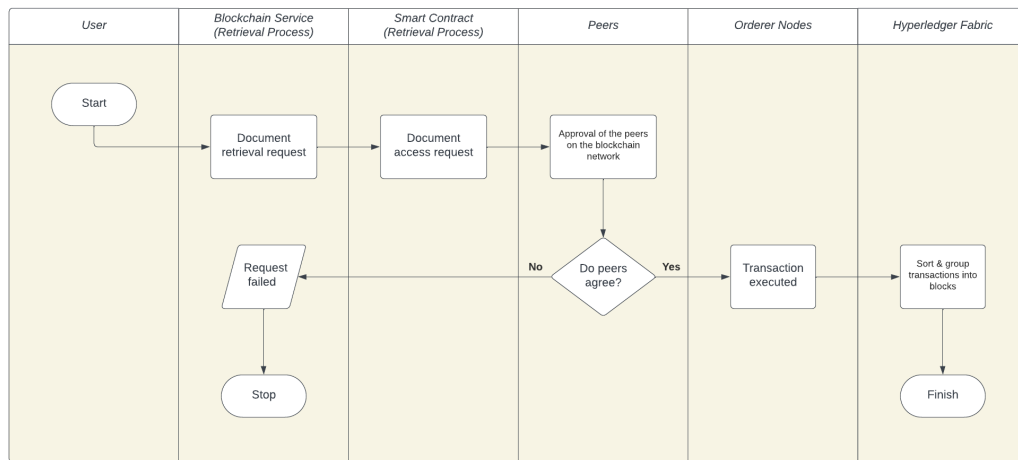 User
Blockchain Service
(Retrieval Process)
Smart Contract
(Retrieval Process)
Peers
Orderer Nodes
Hyperledger Fabric
Start
Document
retrieval request
Document
access request
Approval of the peers
on the blockchain
network
Request
failed
No
Do peers
agree?
Yes
Transaction
executed
Sort & group
transactions into
blocks
Stop
Finish